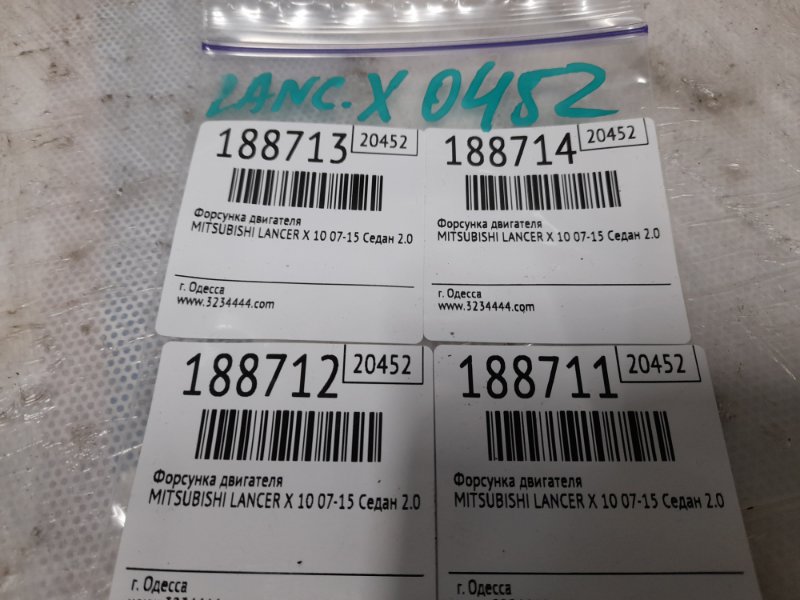 LANC. X 0452
188713 20452
Форсунка двигателя
MITSUBISHI LANCER X 10 07-15 Седан 2.0
г. Одесса
www.3234444.com
188714 20452
Форсунка двигателя
MITSUBISHI LANCER X 10 07-15 Седан 2.0
г. Одесса
www.3234444.com
188712 20452
Форсунка двигателя
MITSUBISHI LANCER X 10 07-15 Седан 2.0
г. Одесса
188711 20452
Форсунка двигателя
MITSUBISHI LANCER X 10 07-15 Седан 2.0
г. Одесса